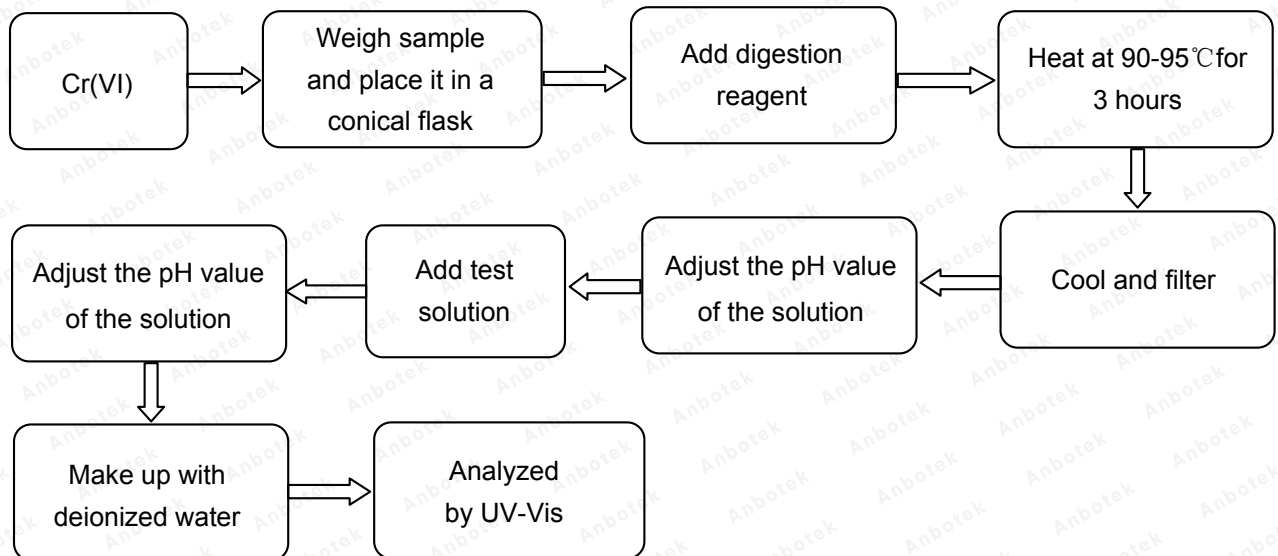 Cr(VI)
Weigh sample
and place it in a
conical flask
Add digestion
reagent
Heat at 90-95℃for
3 hours
Cool and filter
Adjust the pH value
of the solution
Add test
solution
Adjust the pH value
of the solution
Make up with
deionized water
Analyzed
by UV-Vis
Anbotek